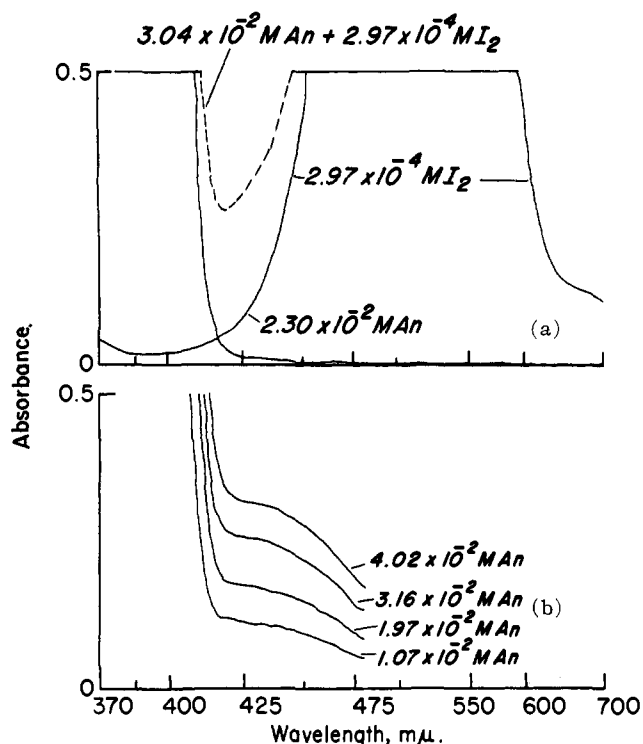 3.04 x 10⁻² M An + 2.97 x 10⁻⁴ M I₂
0.5
2.97 x 10⁻⁴ M I₂
2.30 x 10⁻² M An
(a)
0
Absorbance.
0.5
4.02 x 10⁻² M An
3.16 x 10⁻² M An
(b)
1.97 x 10⁻² M An
1.07 x 10⁻² M An
0
370 400 425 475 550 600 700
Wavelength, mμ.